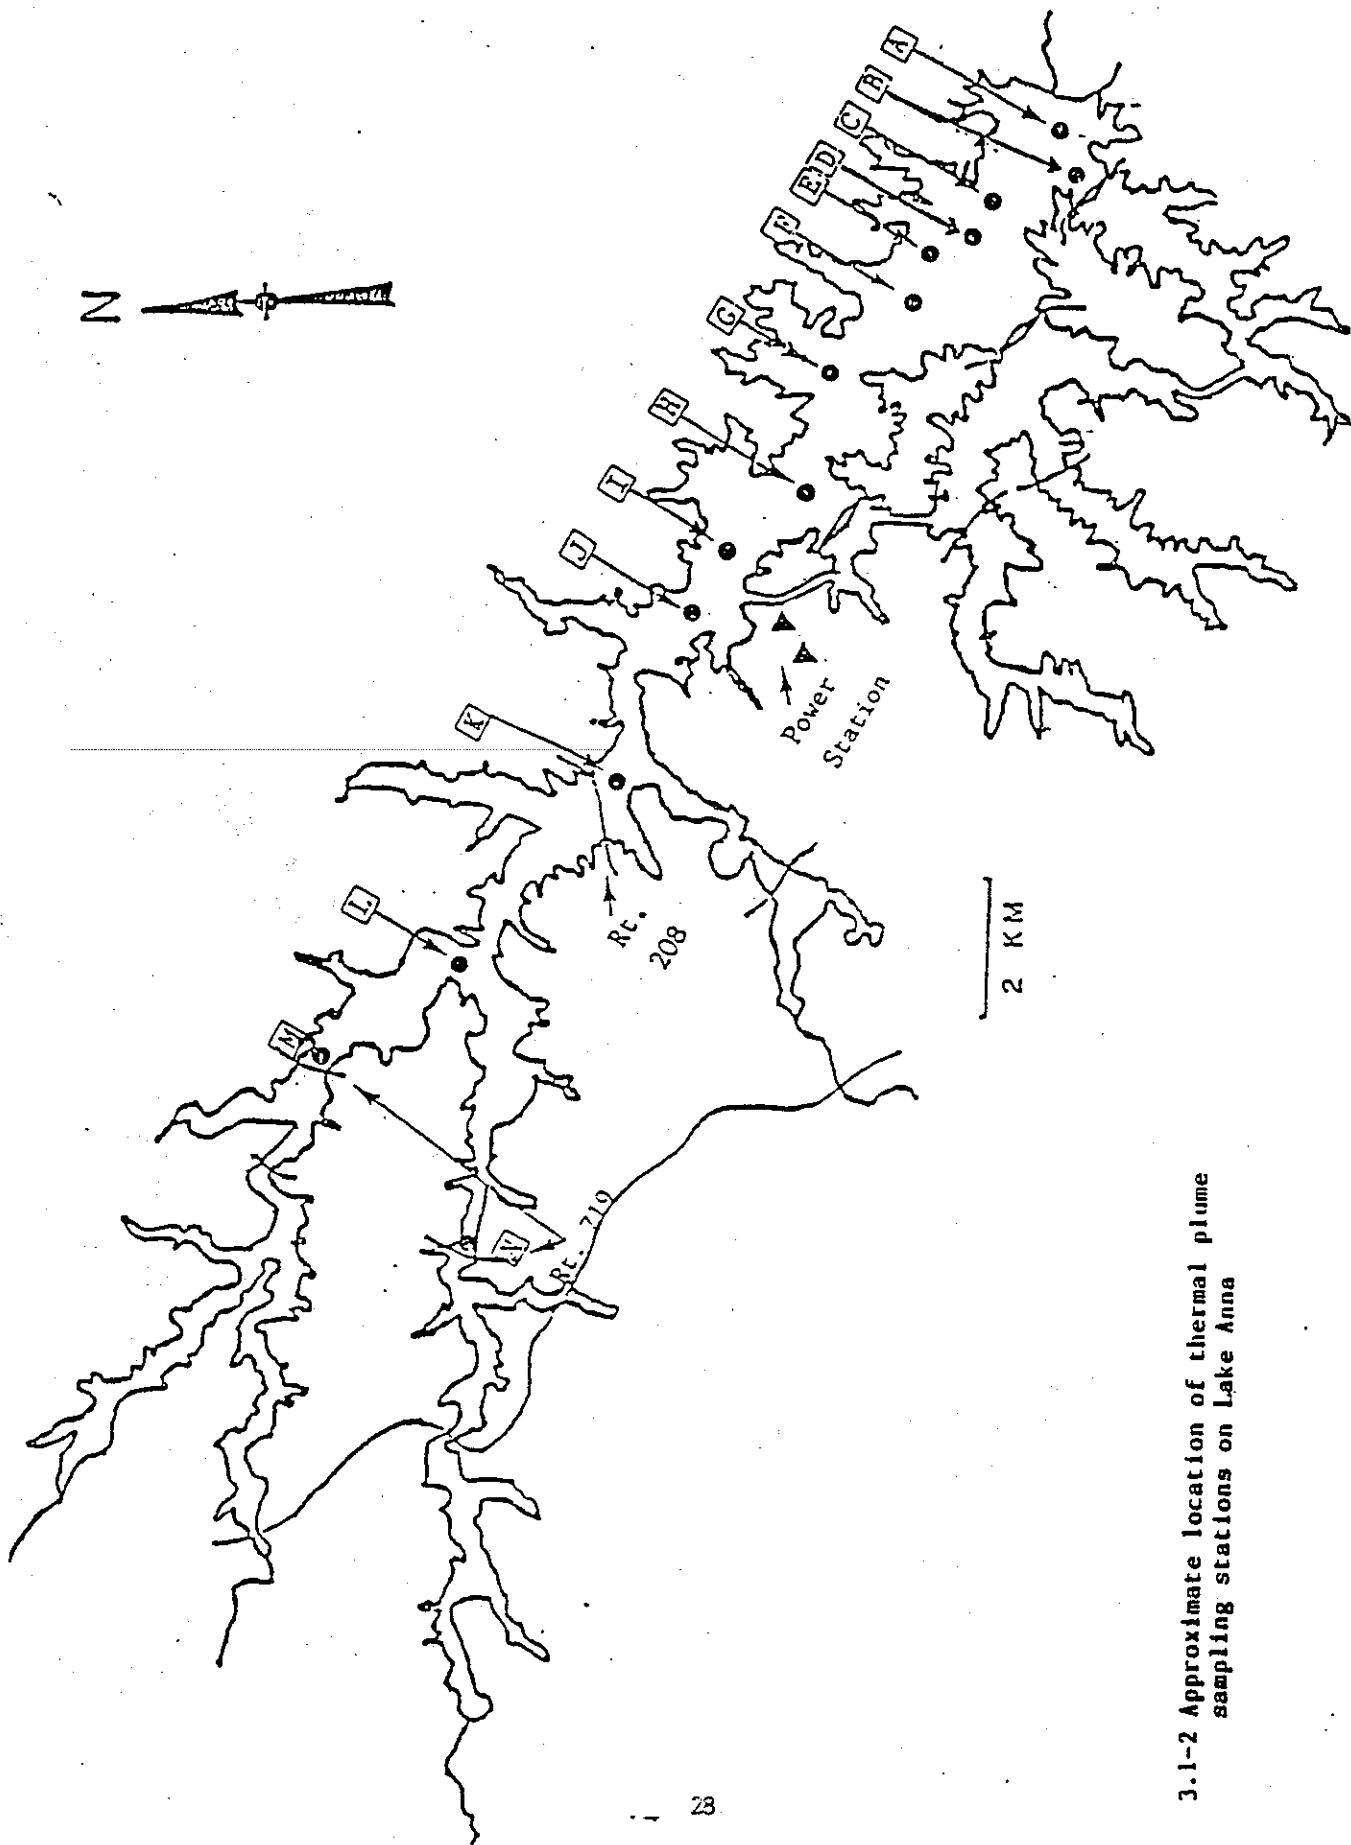 N
A
B
C
D
E
F
G
H
I
J
K
L
M
N
Power
Station
Rt.
208
Rt. 719
2 KM
3.1-2 Approximate location of thermal plume
sampling stations on Lake Anna
28